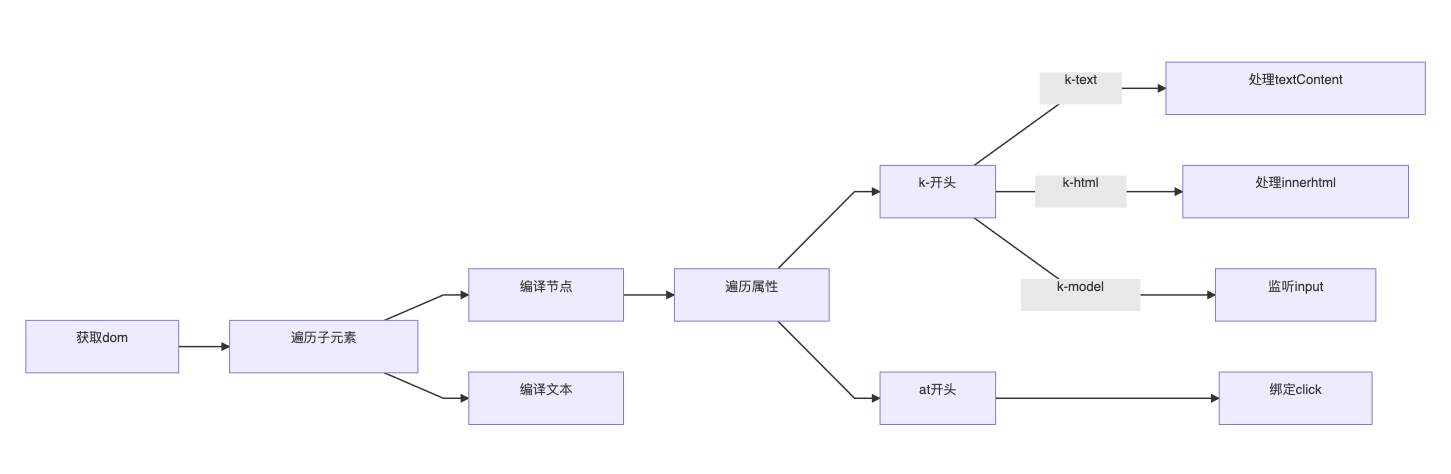 k-text
处理textContent
k-开头
k-html
处理innerhtml
编译节点
遍历属性
k-model
监听input
获取dom
遍历子元素
编译文本
at开头
绑定click